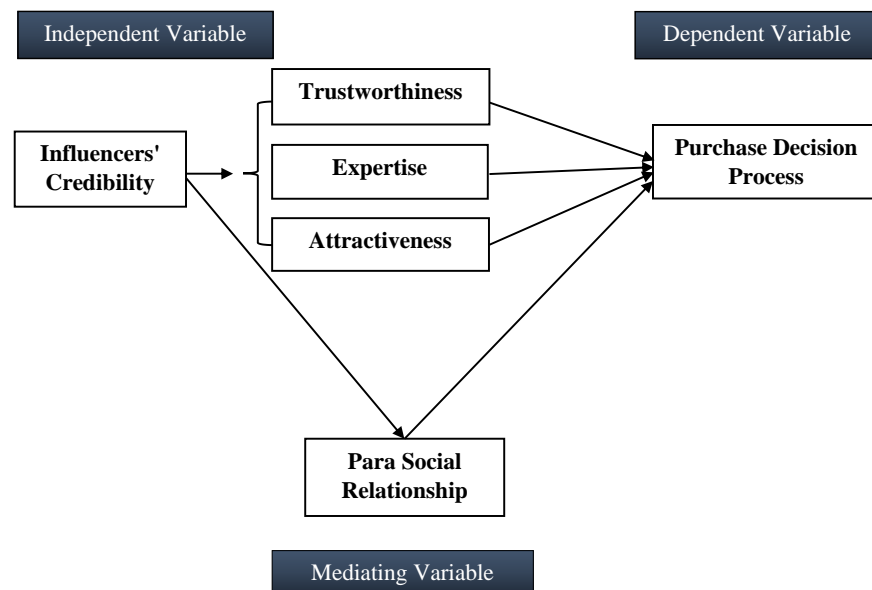 Independent Variable
Dependent Variable
Trustworthiness
Influencers'
Credibility
Expertise
Purchase Decision
Process
Attractiveness
Para Social
Relationship
Mediating Variable